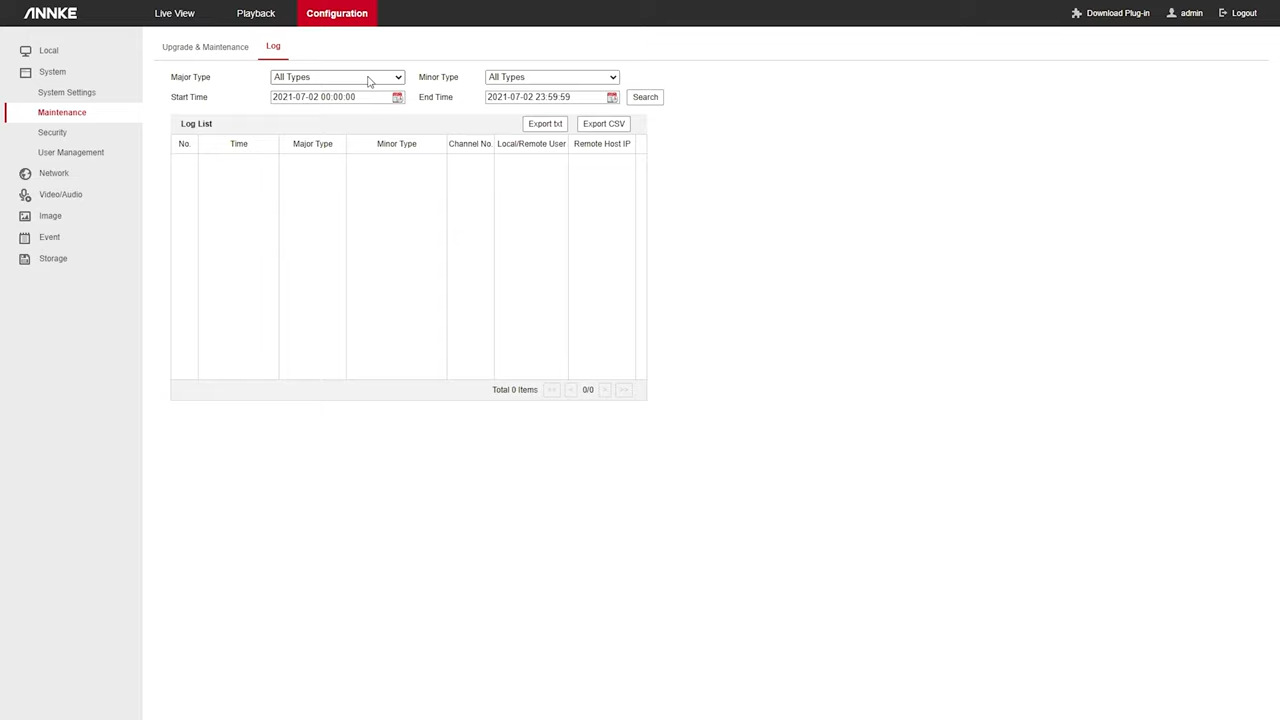 ANNKE Live View Playback Configuration Download Plug-in admin Logout
Local
System
System Settings
Maintenance
Security
User Management
Network
Video/Audio
Image
Event
Storage
Upgrade & Maintenance Log
Major Type All Types Minor Type All Types
Start Time 2021-07-02 00:00:00 End Time 2021-07-02 23:59:59 Search
Log List Export txt Export CSV
No. Time Major Type Minor Type Channel No. Local/Remote User Remote Host IP
Total 0 Items << < 0/0 > >>